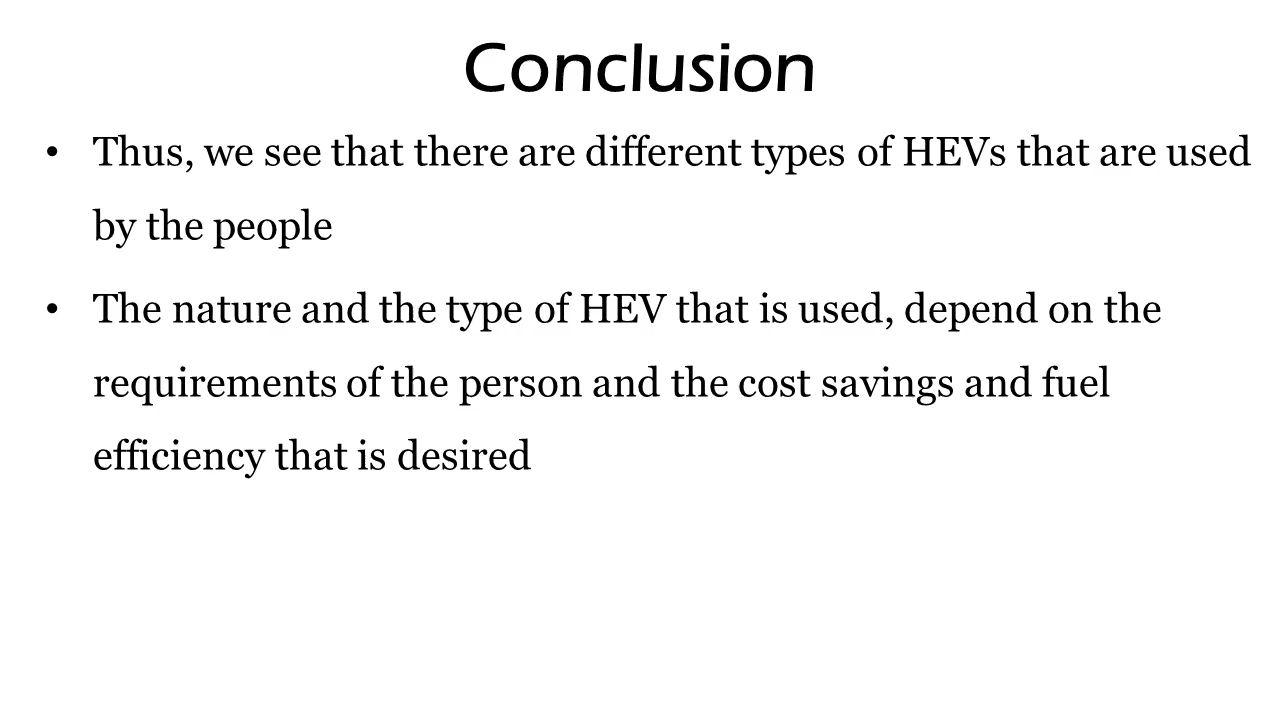 Conclusion
• Thus, we see that there are different types of HEVs that are used
by the people
• The nature and the type of HEV that is used, depend on the
requirements of the person and the cost savings and fuel
efficiency that is desired